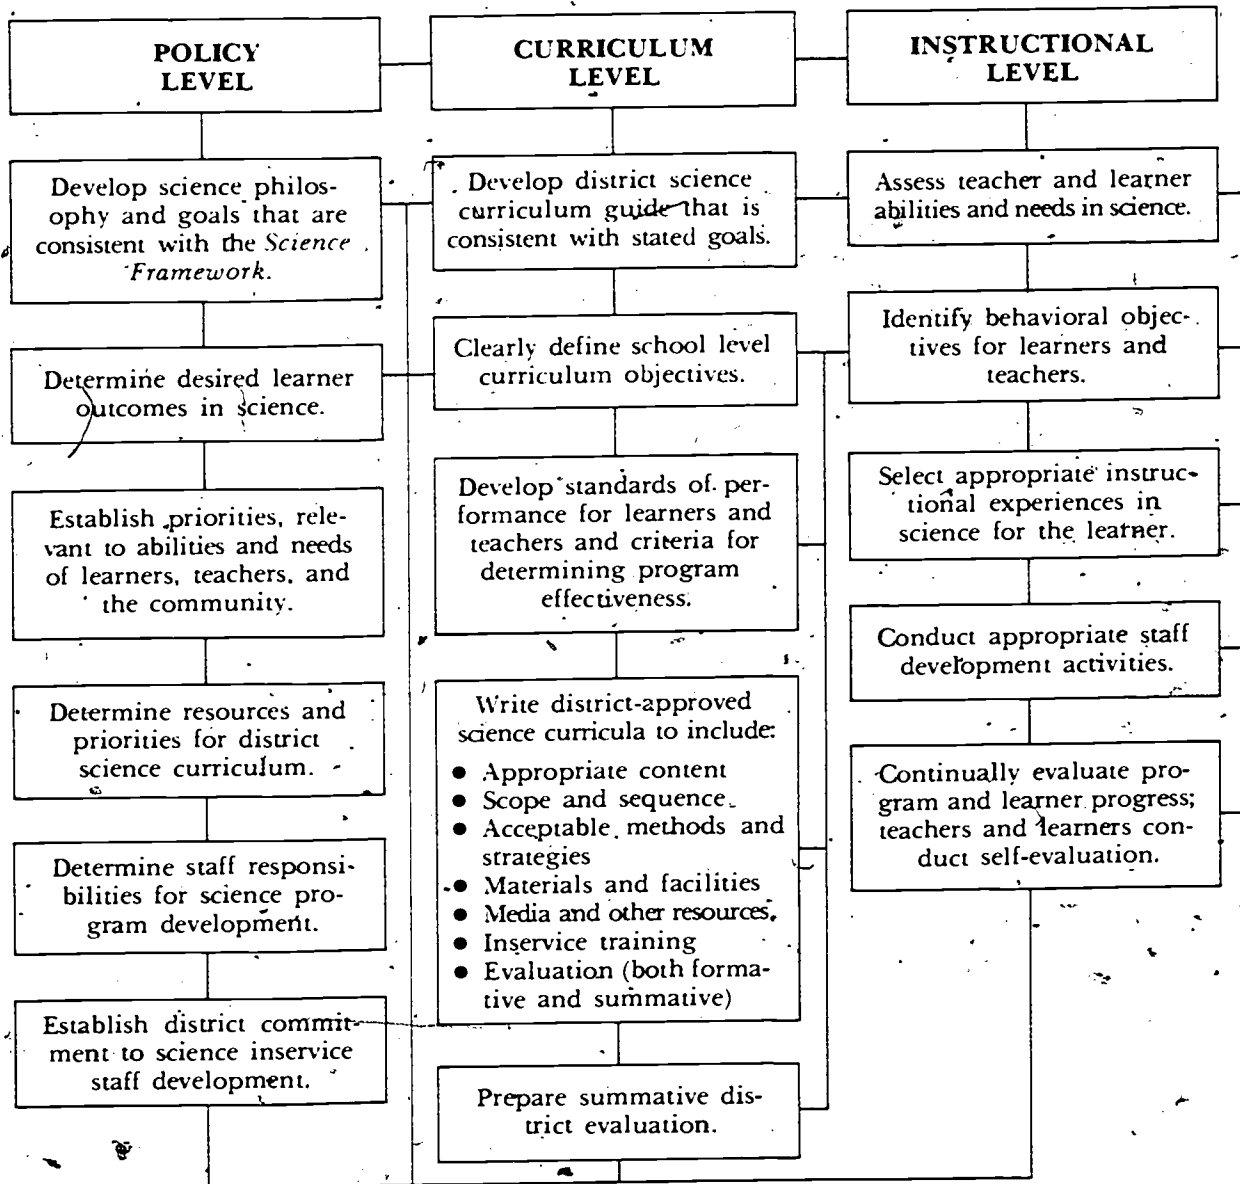 POLICY
LEVEL
Develop science philos-
ophy and goals that are
consistent with the Science
Framework.
Determine desired learner
outcomes in science.
Establish priorities, rele-
vant to abilities and needs
of learners, teachers, and
the community.
Determine resources and
priorities for district
science curriculum.
Determine staff responsi-
bilities for science pro-
gram development.
Establish district commit-
ment to science inservice
staff development.
CURRICULUM
LEVEL
Develop district science
curriculum guide that is
consistent with stated goals.
Clearly define school level
curriculum objectives.
Develop standards of per-
formance for learners and
teachers and criteria for
determining program
effectiveness.
Write district-approved
science curricula to include:
● Appropriate content
● Scope and sequence
● Acceptable methods and
strategies
● Materials and facilities
● Media and other resources
● Inservice training
● Evaluation (both forma-
tive and summative)
Prepare summative dis-
trict evaluation.
INSTRUCTIONAL
LEVEL
Assess teacher and learner
abilities and needs in science.
Identify behavioral objec-
tives for learners and
teachers.
Select appropriate instruc-
tional experiences in
science for the learner.
Conduct appropriate staff
development activities.
Continually evaluate pro-
gram and learner progress;
teachers and learners con-
duct self-evaluation.